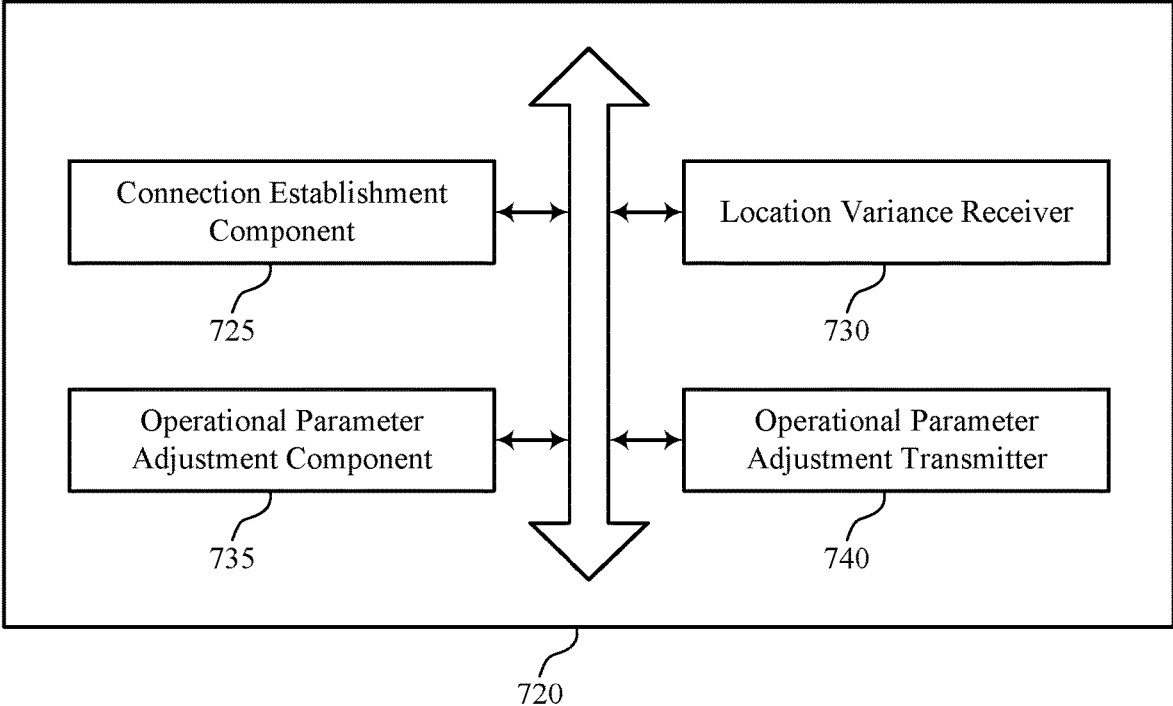 Connection Establishment
Component
725
Location Variance Receiver
730
Operational Parameter
Adjustment Component
735
Operational Parameter
Adjustment Transmitter
740
720